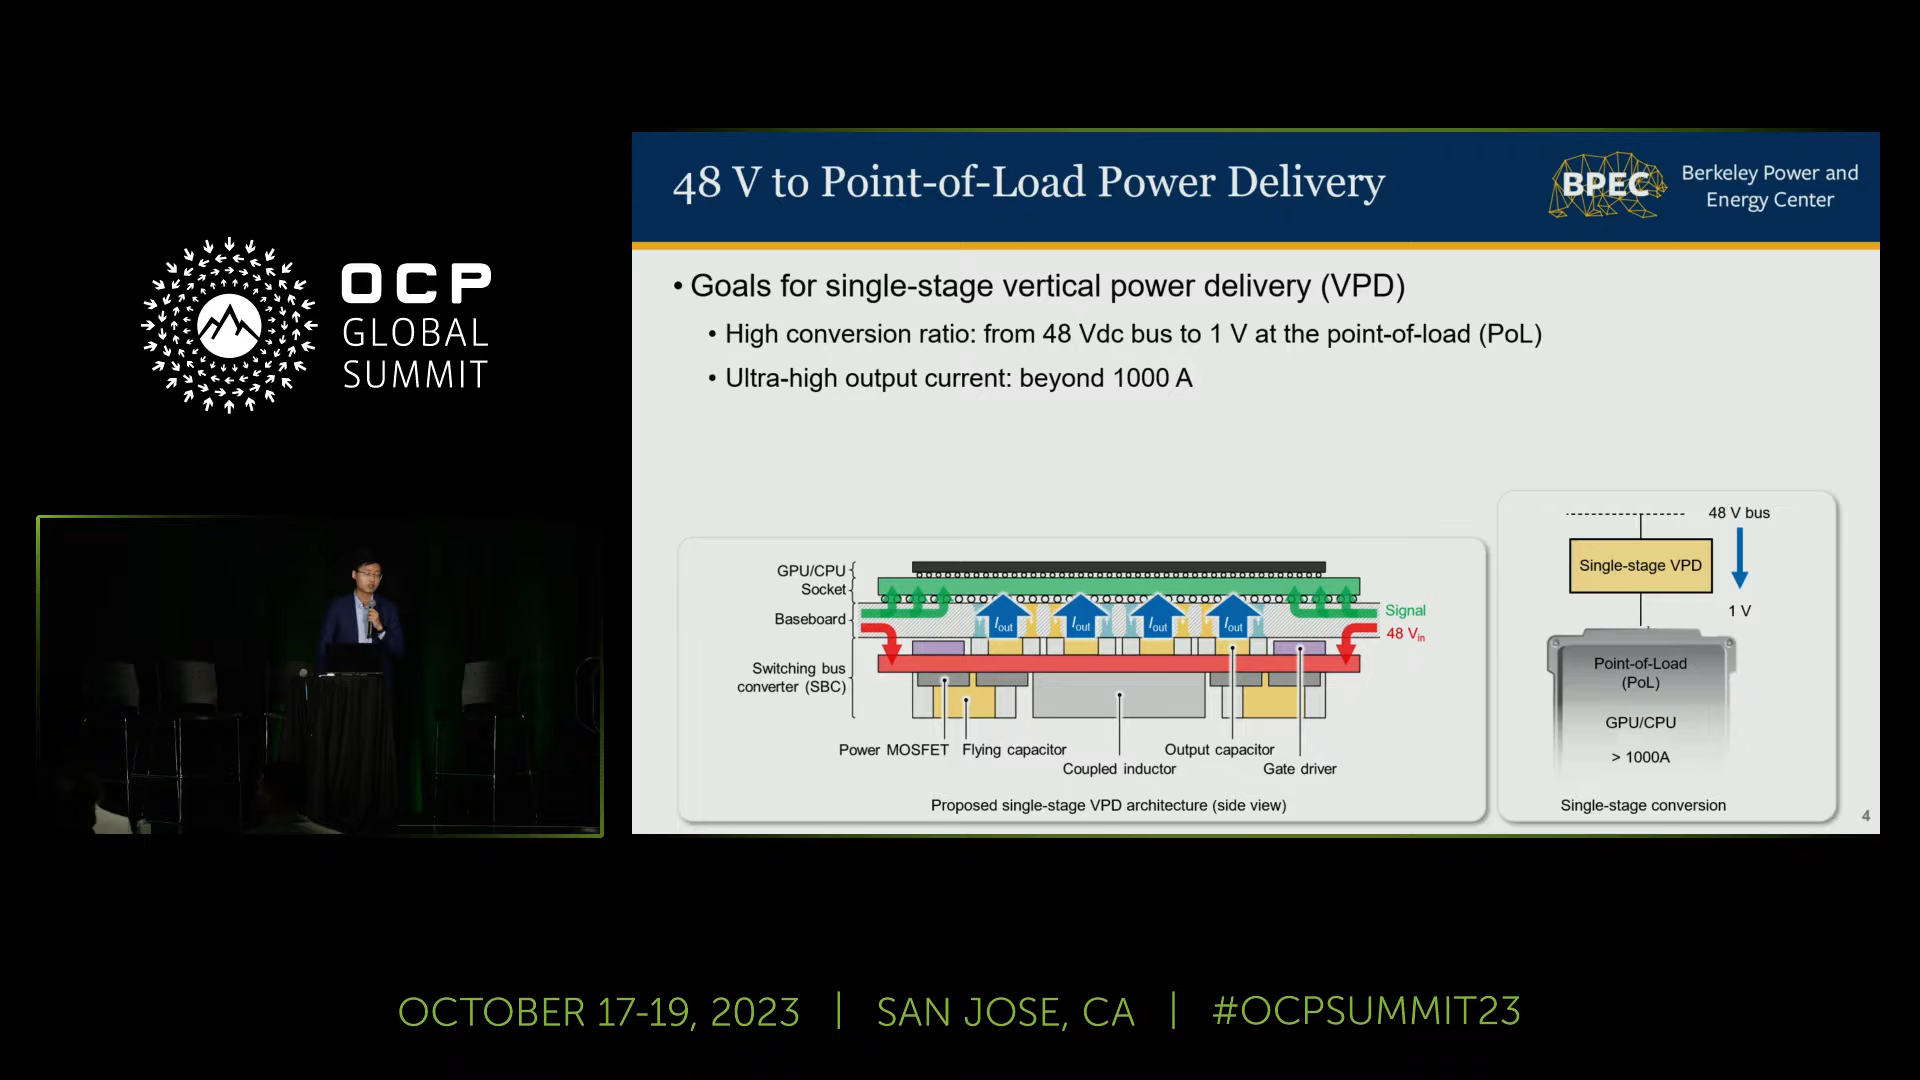 OCP
GLOBAL
SUMMIT
48 V to Point-of-Load Power Delivery
BPEC
Berkeley Power and
Energy Center
• Goals for single-stage vertical power delivery (VPD)
• High conversion ratio: from 48 Vdc bus to 1 V at the point-of-load (PoL)
• Ultra-high output current: beyond 1000 A
GPU/CPU
Socket
Baseboard
Switching bus
converter (SBC)
Iout
Iout
Iout
Iout
Signal
48 Vin
Power MOSFET
Flying capacitor
Coupled inductor
Output capacitor
Gate driver
Proposed single-stage VPD architecture (side view)
48 V bus
Single-stage VPD
1 V
Point-of-Load
(PoL)
GPU/CPU
> 1000A
Single-stage conversion
4
OCTOBER 17-19, 2023 | SAN JOSE, CA | #OCPSUMMIT23